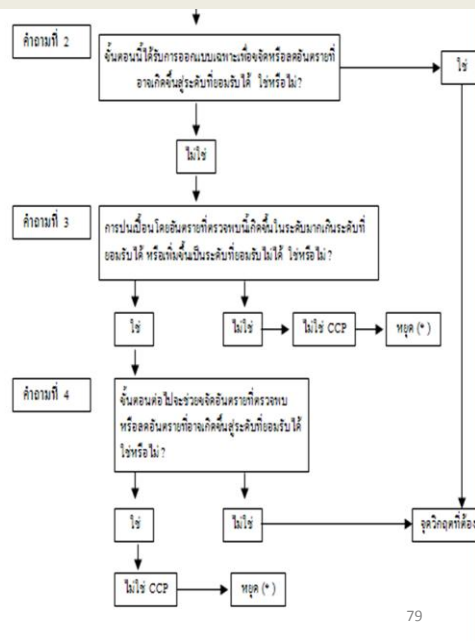 คำถามที่ 2
ขั้นตอนนี้ได้รับการออกแบบเฉพาะเพื่อขจัดหรือลดอันตรายที่
อาจเกิดขึ้นสู่ระดับที่ยอมรับได้ ใช่หรือไม่?
ใช่
ไม่ใช่
คำถามที่ 3
การปนเปื้อนโดยอันตรายที่ตรวจพบนี้เกิดขึ้นในระดับมากเกินระดับที่
ยอมรับได้ หรือเพิ่มขึ้นเป็นระดับที่ยอมรับไม่ได้ ใช่หรือไม่?
ใช่
ไม่ใช่
ไม่ใช่ CCP
หยุด (*)
คำถามที่ 4
ขั้นตอนต่อไปจะช่วยขจัดอันตรายที่ตรวจพบ
หรือลดอันตรายที่อาจเกิดขึ้นสู่ระดับที่ยอมรับได้
ใช่หรือไม่?
ใช่
ไม่ใช่
จุดวิกฤตที่ต้อง
ไม่ใช่ CCP
หยุด (*)
79